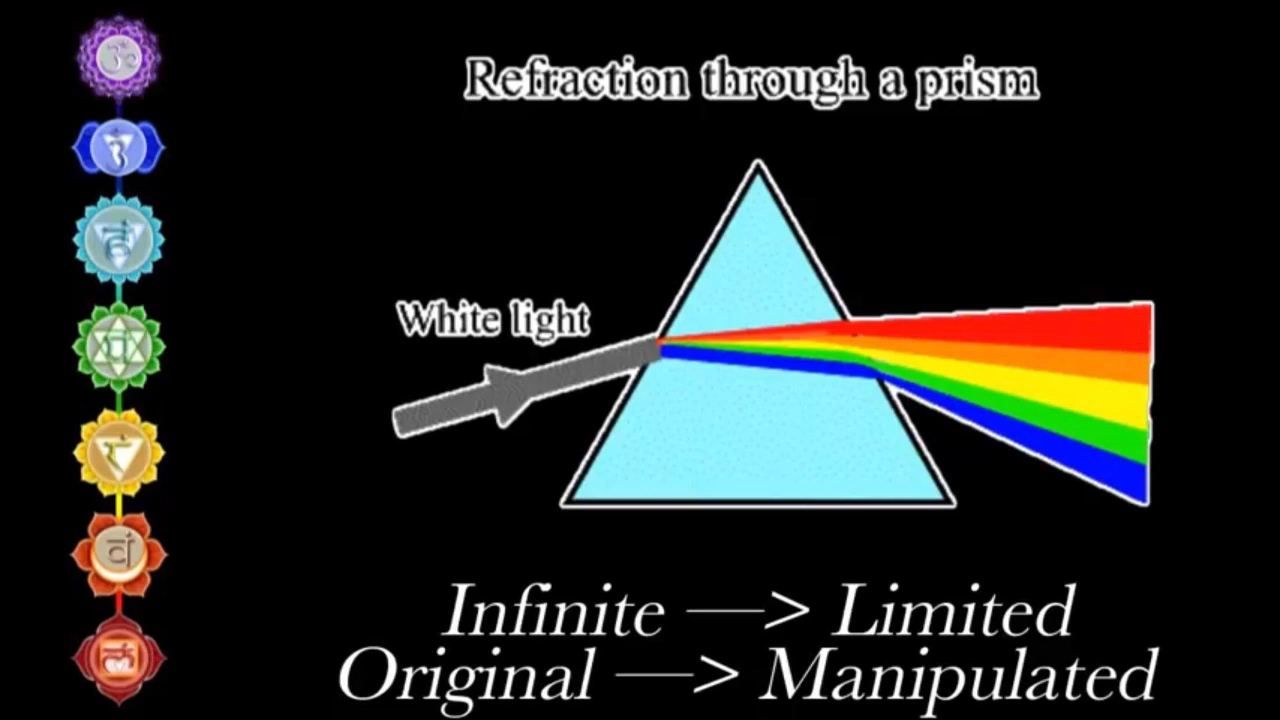 ॐ
ॐ
हं
यं
रं
वं
लं
Refraction through a prism
White light
Infinite —> Limited
Original —> Manipulated